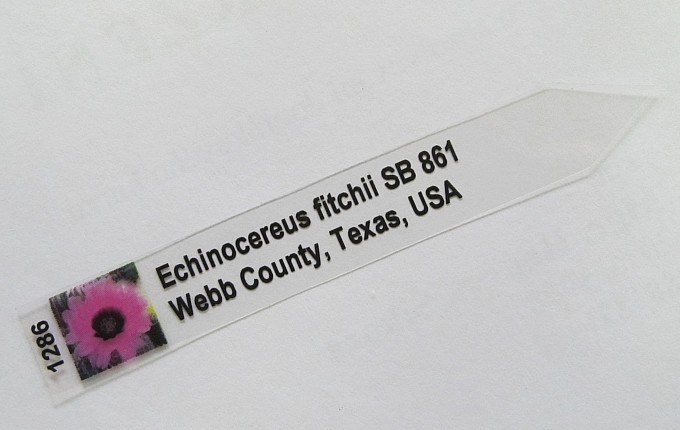 1286
Echinocereus fitchii SB 861
Webb County, Texas, USA